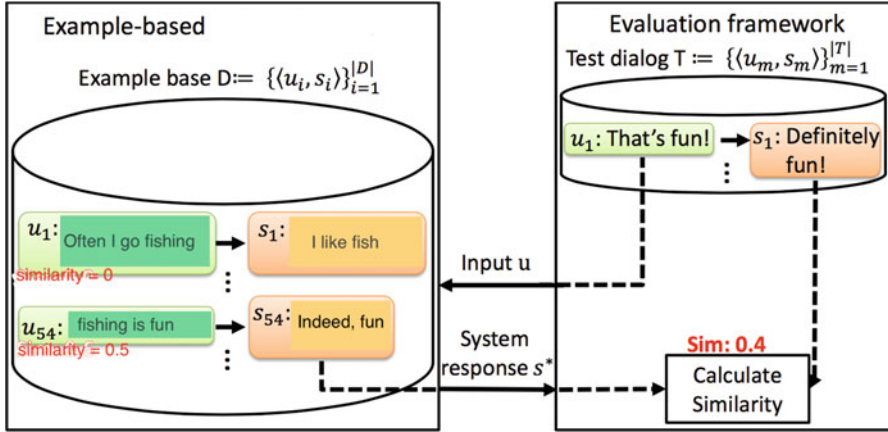 Example-based
Example base D:= {⟨u_i, s_i⟩}_{i=1}^{|D|}
u_1:
Often I go fishing
s_1:
I like fish
similarity = 0
⋮
⋮
u_54:
fishing is fun
s_54:
Indeed, fun
similarity = 0.5
⋮
⋮
Input u
System
response s*
Evaluation framework
Test dialog T := {⟨u_m, s_m⟩}_{m=1}^{|T|}
u_1: That's fun!
s_1: Definitely
fun!
⋮
Sim: 0.4
Calculate
Similarity